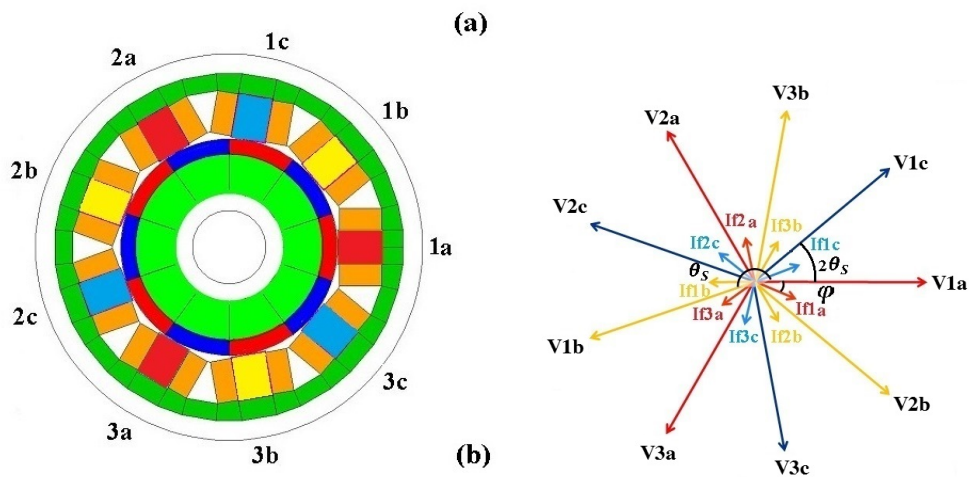 (a)
1c
2a
1b
2b
1a
2c
3c
3a
3b
(b)
V3b
V2a
V1c
V2c
If2a
If3b
If2c
If1c
θs
2θs
V1a
If1b
φ
If1a
If3a
If3c
If2b
V1b
V2b
V3a
V3c